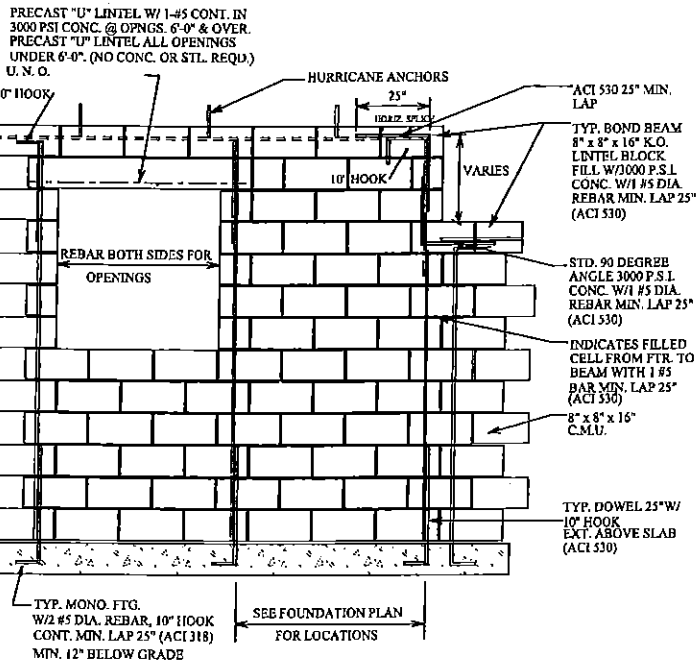 PRECAST "U" LINTEL W/ 1-#5 CONT. IN
3000 PSI CONC. @ OPNGS. 6'-0" & OVER.
PRECAST "U" LINTEL ALL OPENINGS
UNDER 6'-0". (NO CONC. OR STL. REQD.)
U. N. O.
0" HOOK
HURRICANE ANCHORS
25"
HORIZ. SPLICE
10" HOOK
VARIES
ACI 530 25" MIN.
LAP
TYP. BOND BEAM
8" x 8" x 16" K.O.
LINTEL BLOCK
FILL W/3000 P.S.I.
CONC. W/1 #5 DIA.
REBAR MIN. LAP 25"
(ACI 530)
REBAR BOTH SIDES FOR
OPENINGS
STD. 90 DEGREE
ANGLE 3000 P.S.I.
CONC. W/1 #5 DIA.
REBAR MIN. LAP 25"
(ACI 530)
INDICATES FILLED
CELL FROM FTR. TO
BEAM WITH 1 #5
BAR MIN. LAP 25"
(ACI 530)
8" x 8" x 16"
C.M.U.
TYP. DOWEL 25" W/
10" HOOK
EXT. ABOVE SLAB
(ACI 530)
TYP. MONO. FTG.
W/2 #5 DIA. REBAR, 10" HOOK
CONT. MIN. LAP 25" (ACI 318)
MIN. 12" BELOW GRADE
SEE FOUNDATION PLAN
FOR LOCATIONS